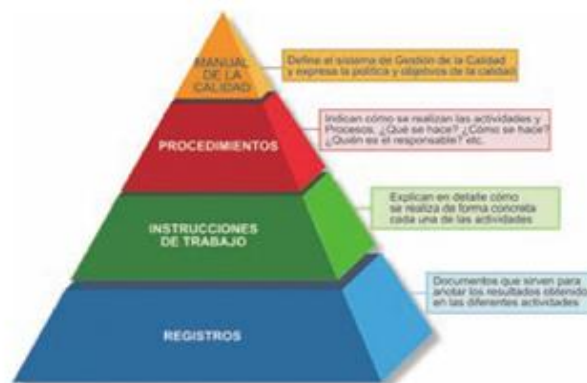 MANUAL
DE LA
CALIDAD
Define el sistema de Gestión de la Calidad
y expresa la política y objetivos de la calidad
PROCEDIMIENTOS
Indican cómo se realizan las actividades y
Procesos, ¿Qué se hace? ¿Cómo se hace?
¿Quién es el responsable? etc.
INSTRUCCIONES
DE TRABAJO
Explican en detalle cómo
se realiza de forma concreta
cada una de las actividades
REGISTROS
Documentos que sirven para
anotar los resultados obtenido
en las diferentes actividades